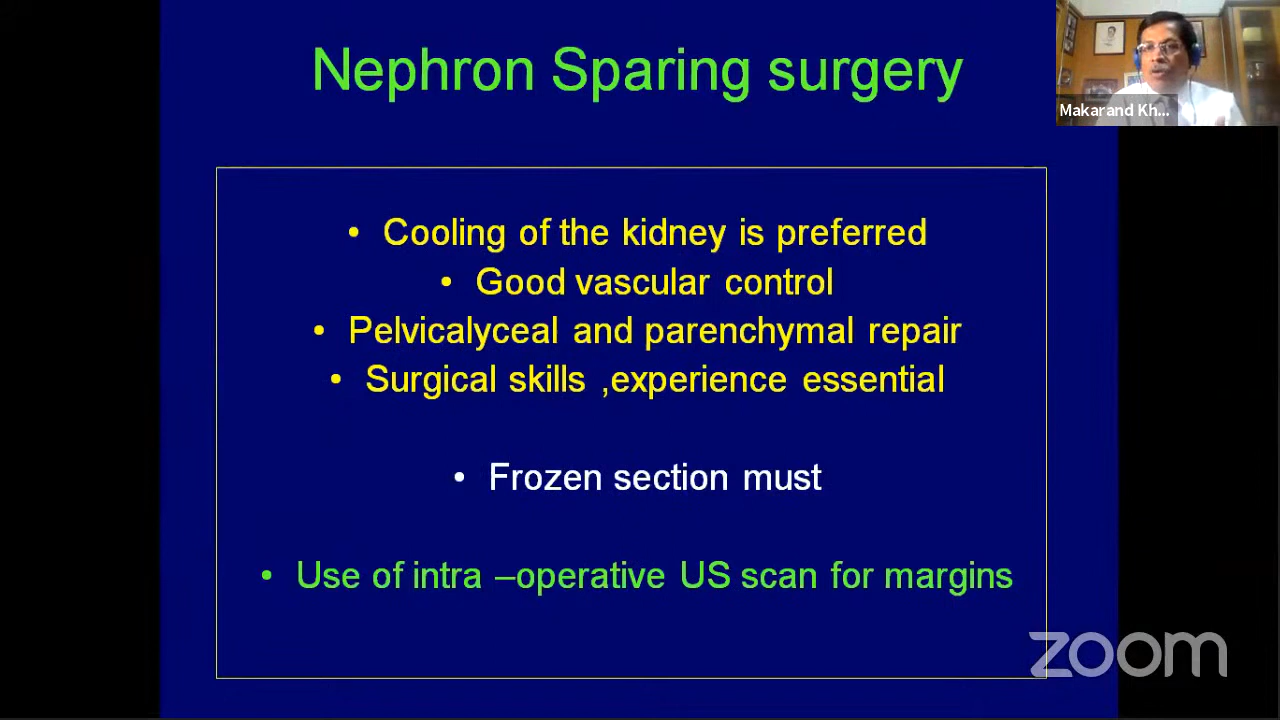 Nephron Sparing surgery
Makarand Kh...
• Cooling of the kidney is preferred
• Good vascular control
• Pelvicalyceal and parenchymal repair
• Surgical skills ,experience essential
• Frozen section must
• Use of intra –operative US scan for margins
zoom